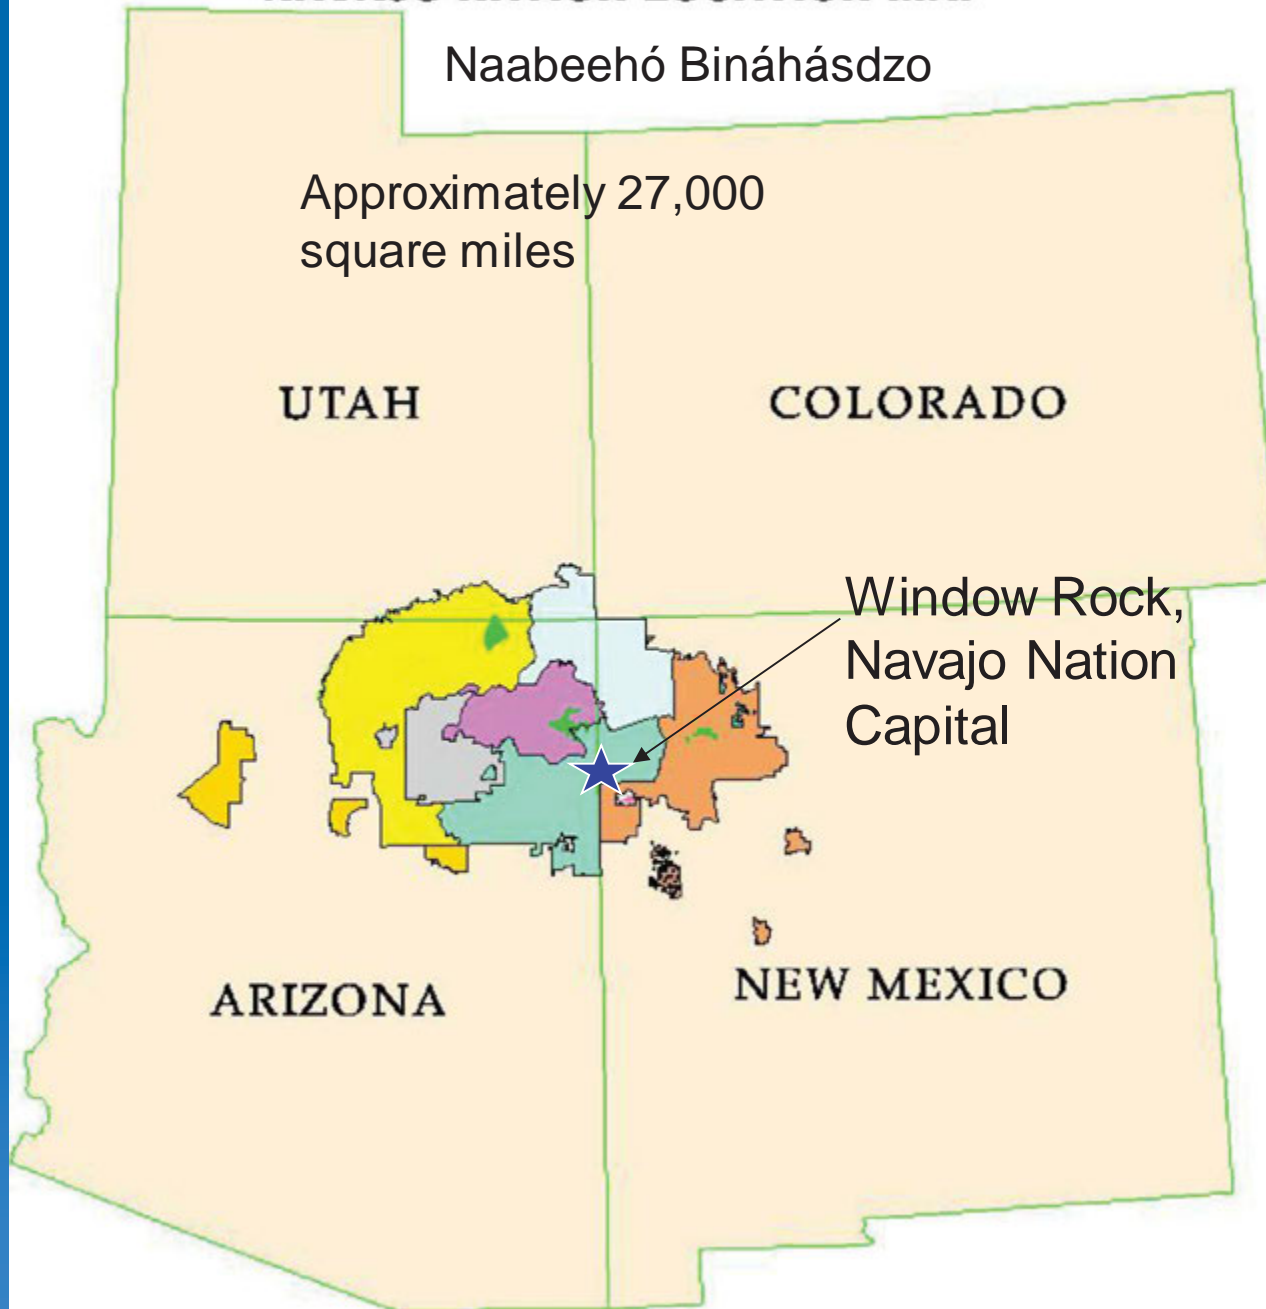 Naabeehó Bináhásdzo
Approximately 27,000
square miles
UTAH
COLORADO
Window Rock,
Navajo Nation
Capital
ARIZONA
NEW MEXICO